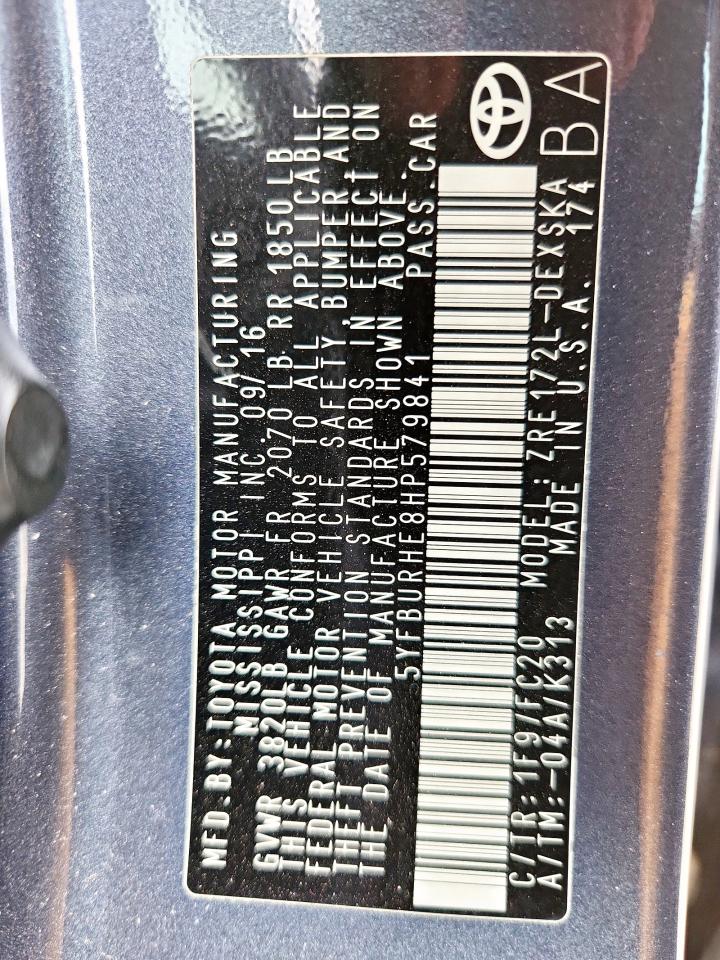 MFD.BY:TOYOTA MOTOR MANUFACTURING
MISSISSIPPI INC. 09/16
GVWR 3820LB GAWR FR 2070 LB RR 1850LB
THIS VEHICLE CONFORMS TO ALL APPLICABLE
FEDERAL MOTOR VEHICLE SAFETY, BUMPER AND
THEFT PREVENTION STANDARDS IN EFFECT ON
THE DATE OF MANUFACTURE SHOWN ABOVE.
5YFBURHE8HP579841 PASS.CAR
C/TR:1F9/FC20 MODEL:ZRE172L-DEXSKA
A/TM:-04A/K313 MADE IN U.S.A. 174
BA